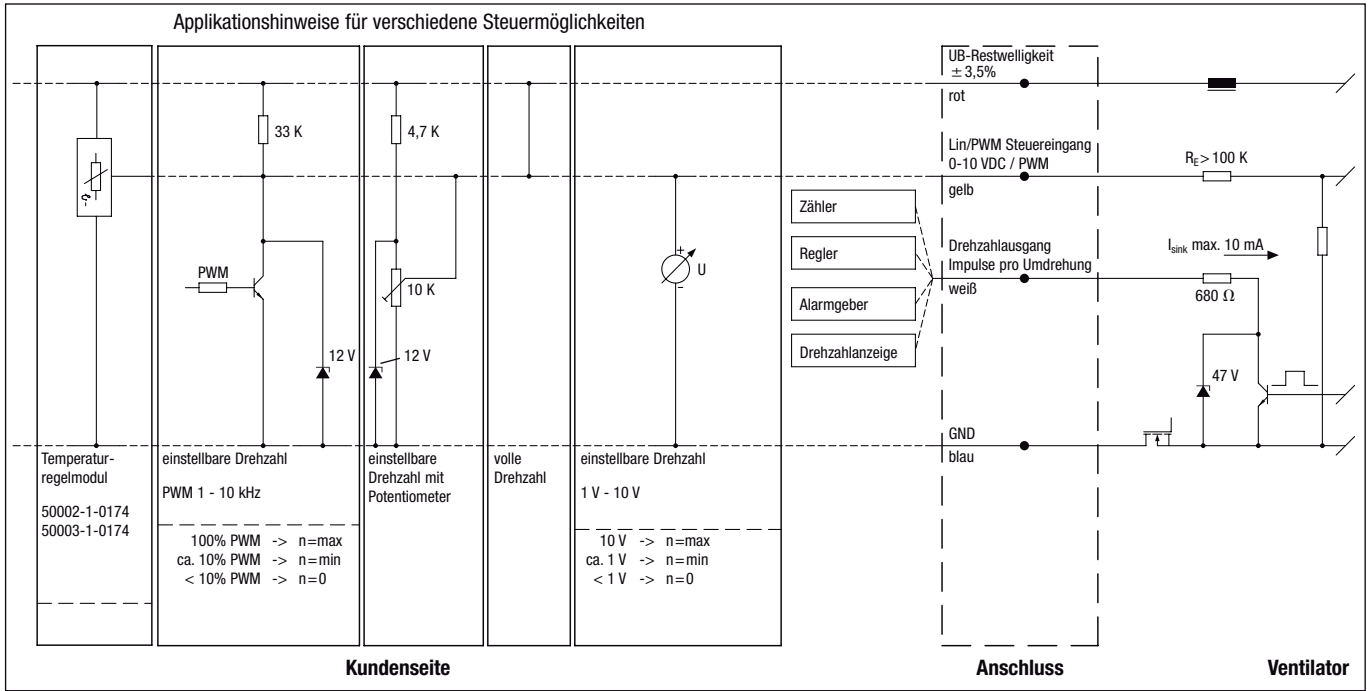 Applikationshinweise für verschiedene Steuermöglichkeiten
33 K
4,7 K
PWM
12 V
10 K
12 V
+
U
-
Zähler
Regler
Alarmgeber
Drehzahlanzeige
UB-Restwelligkeit
± 3,5%
rot
Lin/PWM Steuereingang
0-10 VDC / PWM
gelb
Drehzahlausgang
Impulse pro Umdrehung
weiß
GND
blau
RE> 100 K
Isink max. 10 mA
680 Ω
47 V
Temperatur-
regelmodul
50002-1-0174
50003-1-0174
einstellbare Drehzahl
PWM 1 - 10 kHz
100% PWM -> n=max
ca. 10% PWM -> n=min
< 10% PWM -> n=0
einstellbare
Drehzahl mit
Potentiometer
volle
Drehzahl
einstellbare Drehzahl
1 V - 10 V
10 V -> n=max
ca. 1 V -> n=min
< 1 V -> n=0
Kundenseite
Anschluss
Ventilator